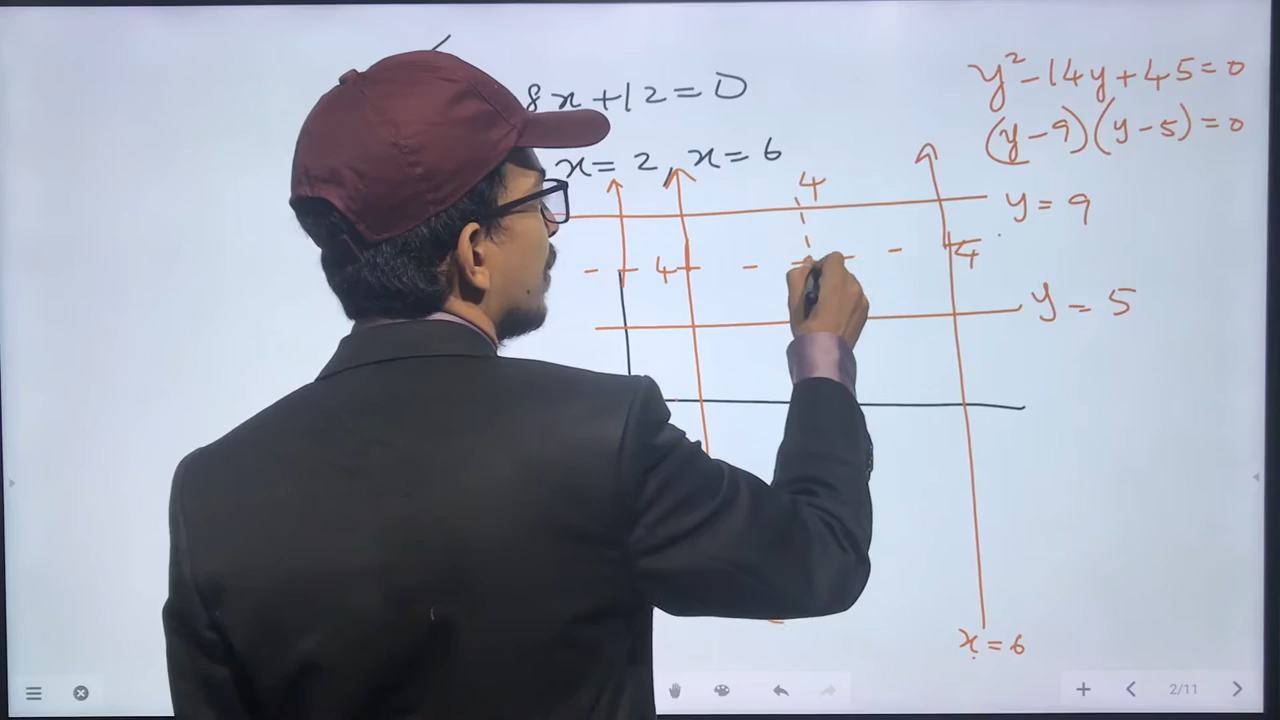 8x+12=0
x=2, x=6
y²-14y+45=0
(y-9)(y-5)=0
4
y=9
4
4
y=5
x=6
2/11